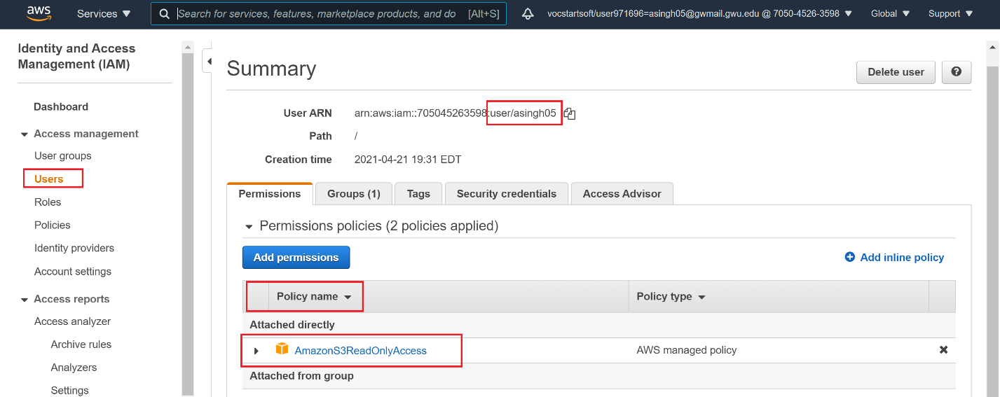 aws Services Search for services, features, marketplace products, and do [Alt+S] vocstartsoft/user971696=asingh05@gwmail.gwu.edu @ 7050-4526-3598 Global Support
Identity and Access
Management (IAM)
Dashboard
Access management
User groups
Users
Roles
Policies
Identity providers
Account settings
Access reports
Access analyzer
Archive rules
Analyzers
Settings
Summary
Delete user ?
User ARN arn:aws:iam::705045263598:user/asingh05
Path /
Creation time 2021-04-21 19:31 EDT
Permissions Groups (1) Tags Security credentials Access Advisor
Permissions policies (2 policies applied)
Add permissions Add inline policy
Policy name Policy type
Attached directly
AmazonS3ReadOnlyAccess AWS managed policy
Attached from group